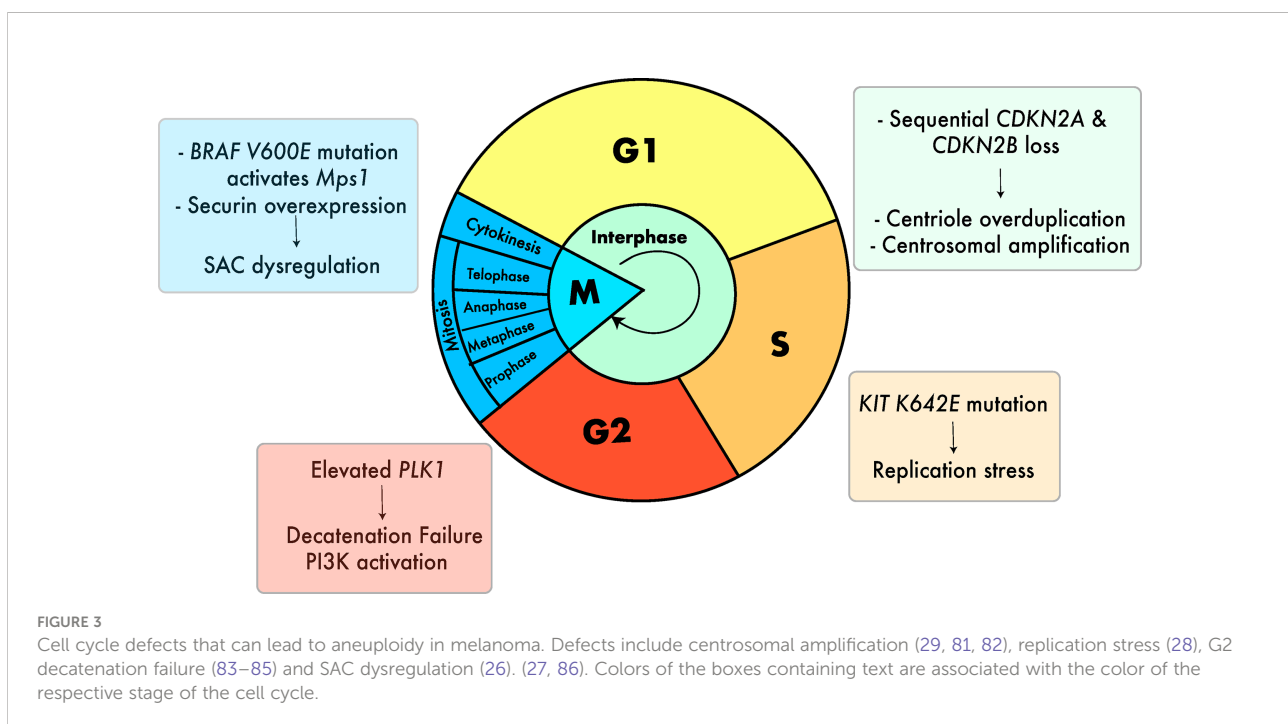 - BRAF V600E mutation
activates Mps1
- Securin overexpression
SAC dysregulation
G1
- Sequential CDKN2A &
CDKN2B loss
- Centriole overduplication
- Centrosomal amplification
Cytokinesis
Interphase
Telophase
M
Anaphase
Mitosis
Metaphase
Prophase
S
G2
KIT K642E mutation
Replication stress
Elevated PLK1
Decatenation Failure
PI3K activation
FIGURE 3
Cell cycle defects that can lead to aneuploidy in melanoma. Defects include centrosomal amplification (29, 81, 82), replication stress (28), G2
decatenation failure (83–85) and SAC dysregulation (26). (27, 86). Colors of the boxes containing text are associated with the color of the
respective stage of the cell cycle.